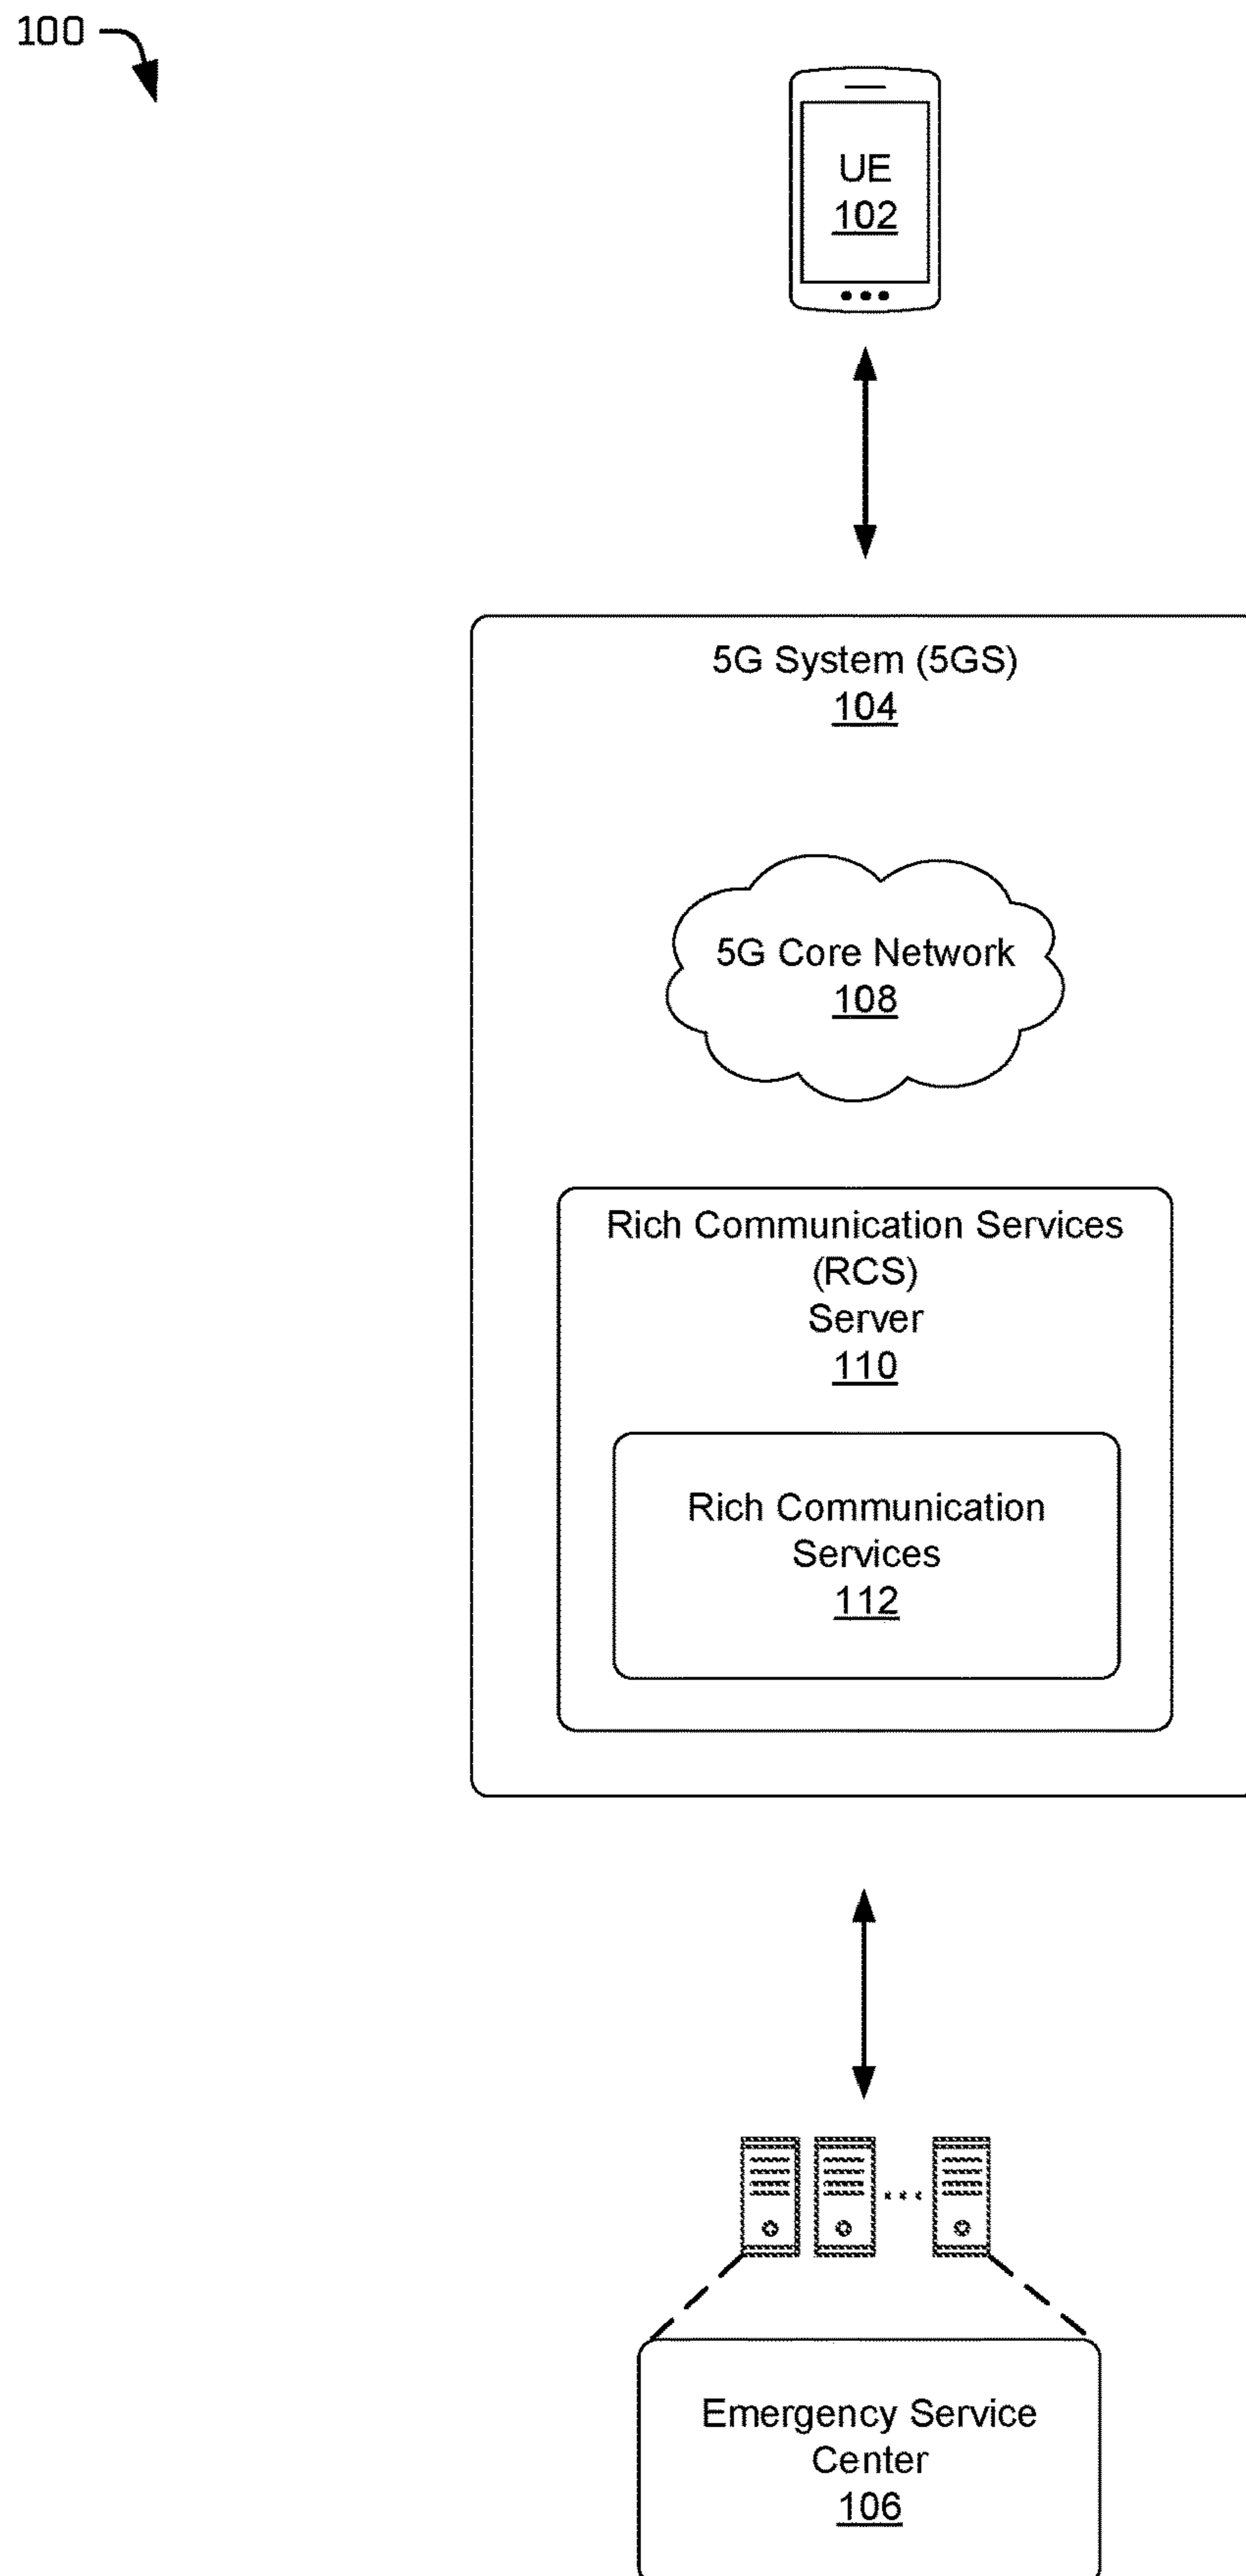 100
UE
102
5G System (5GS)
104
5G Core Network
108
Rich Communication Services
(RCS)
Server
110
Rich Communication
Services
112
...
Emergency Service
Center
106